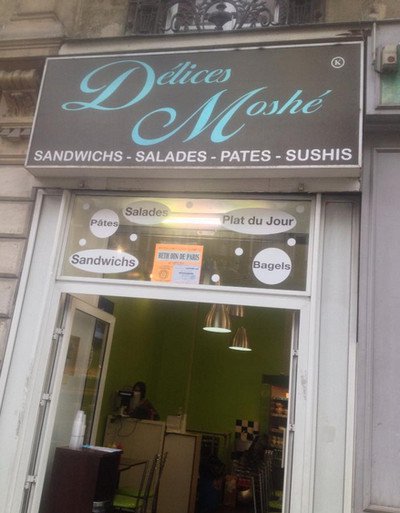 Délices
Moshé
K
SANDWICHS - SALADES - PATES - SUSHIS
Salades
Pâtes
Plat du Jour
Sandwichs
BETH DIN DE PARIS
Bagels